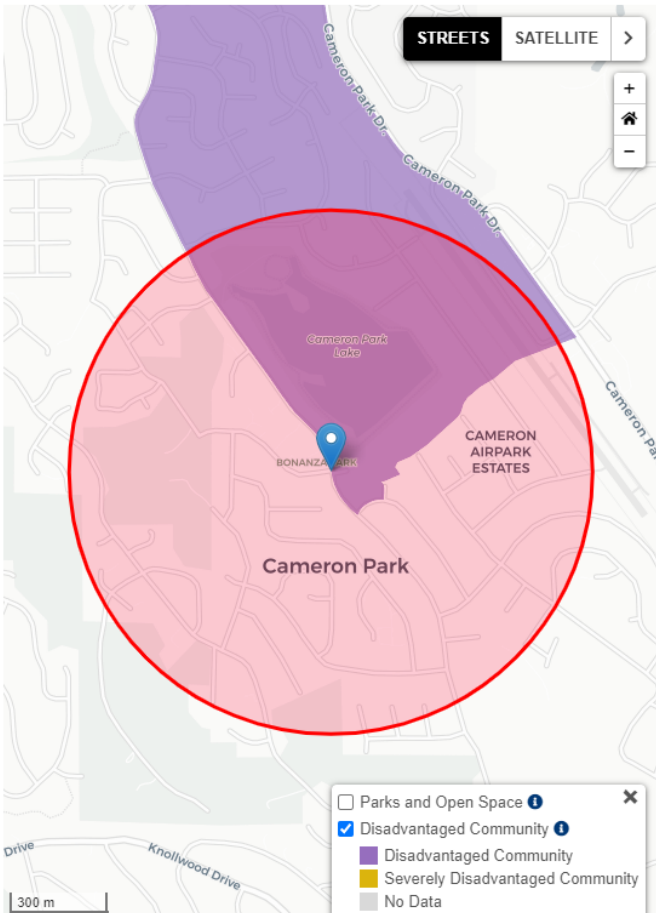 STREETS
SATELLITE
Cameron Park Dr.
Cameron Park Dr.
Cameron Park
Lake
CAMERON
AIRPARK
ESTATES
Cameron Pa
BONANZA PARK
Cameron Park
Parks and Open Space
Disadvantaged Community
Disadvantaged Community
Severely Disadvantaged Community
No Data
Drive
Knollwood Drive
300 m